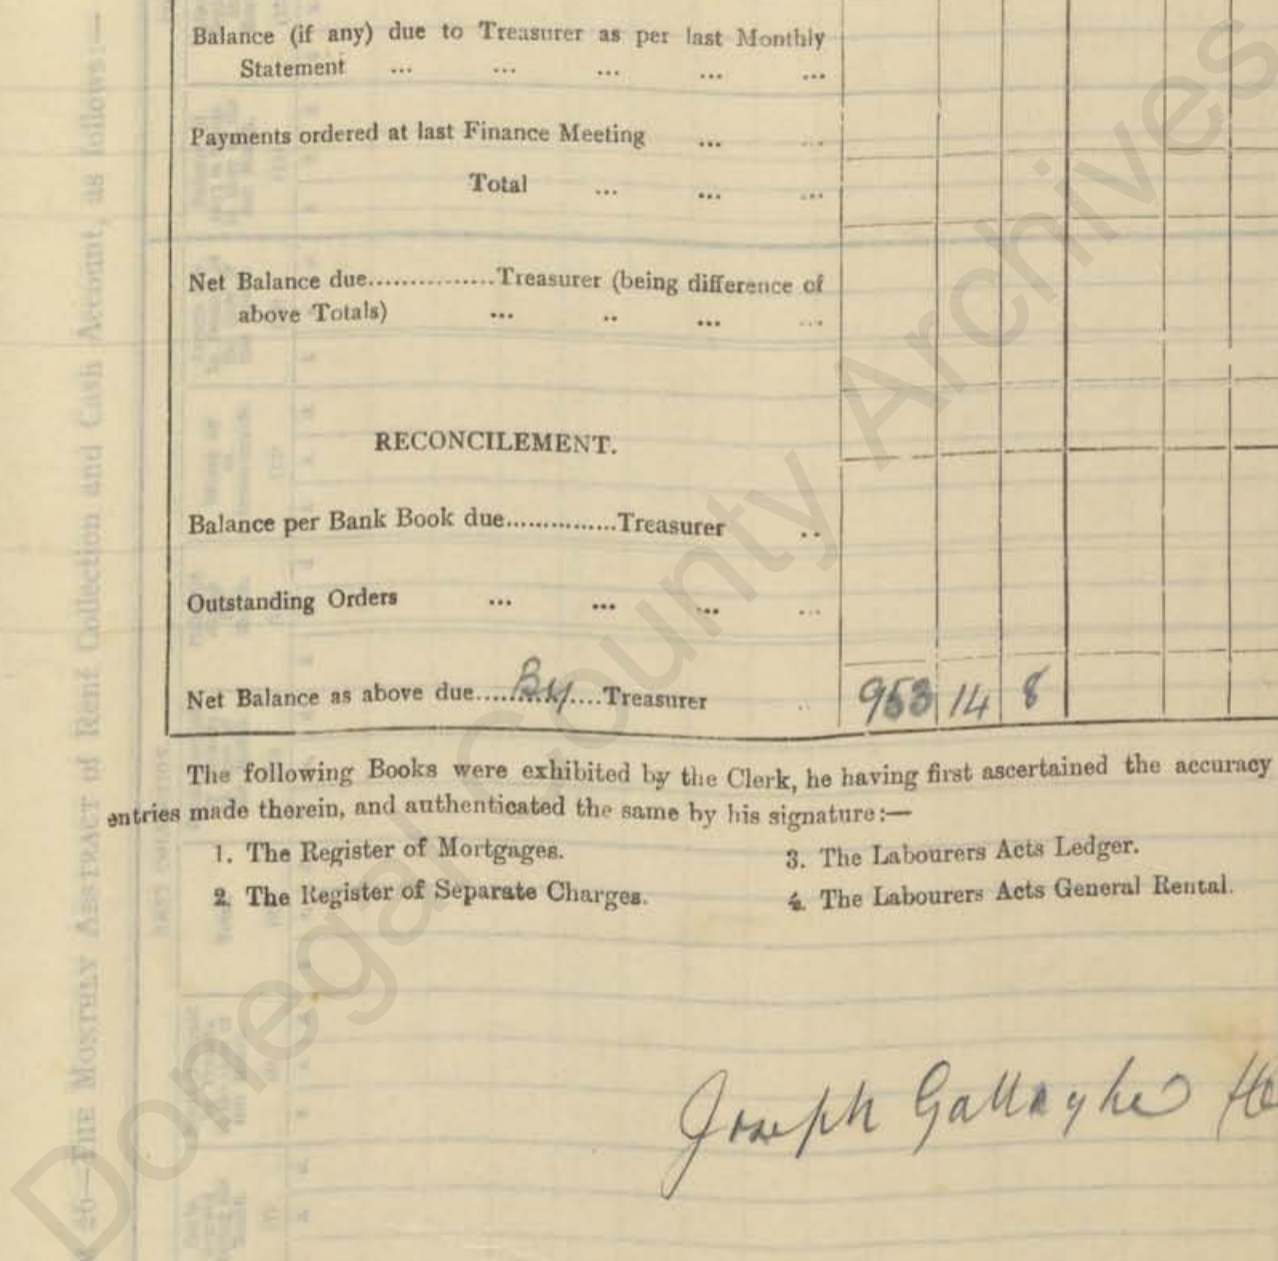 Balance (if any) due to Treasurer as per last Monthly
Statement ... ... ... ... ...
Payments ordered at last Finance Meeting ... ...
Total ... ... ...
Net Balance due...............Treasurer (being difference of
above Totals) ... .. ... ...
RECONCILEMENT.
Balance per Bank Book due...............Treasurer ..
Outstanding Orders ... ... ... ...
Net Balance as above due.....By....Treasurer .. 953 14 8
The following Books were exhibited by the Clerk, he having first ascertained the accuracy
entries made therein, and authenticated the same by his signature:—
1. The Register of Mortgages.
2. The Register of Separate Charges.
3. The Labourers Acts Ledger.
4. The Labourers Acts General Rental.
Joseph Gallagher
Donegal County Archives